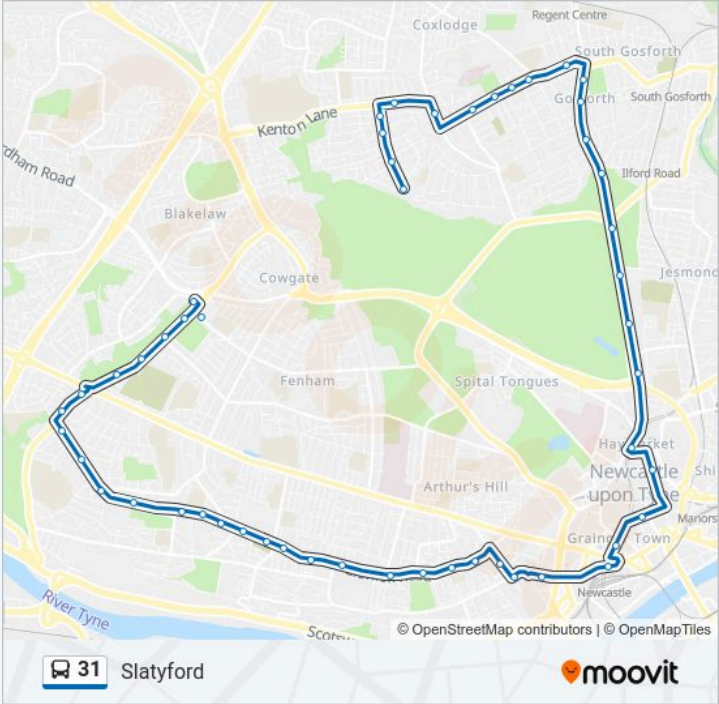 Regent Centre
Coxlodge
South Gosforth
Gosforth
South Gosforth
Kenton Lane
rdham Road
Ilford Road
Blakelaw
Jesmond
Cowgate
Fenham
Spital Tongues
Haymarket
Newcastle
upon Tyne
Shi
Arthur's Hill
Manors
Grainger Town
Newcastle
River Tyne
Scotsw
© OpenStreetMap contributors | © OpenMapTiles
31 Slatyford
moovit